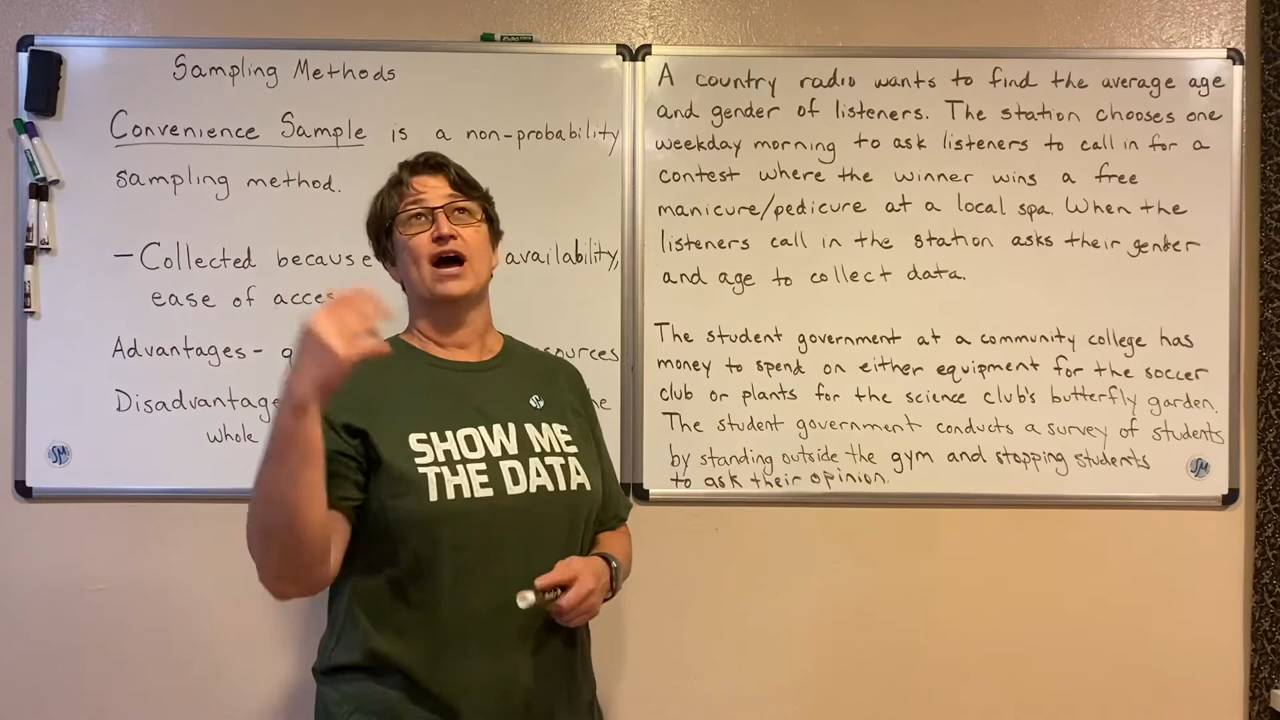 Sampling Methods
Convenience Sample is a non-probability
sampling method.
- Collected because availability,
ease of
Advantages-
Disadvantage
whole
A country radio wants to find the average age
and gender of listeners. The station chooses one
weekday morning to ask listeners to call in for a
contest where the winner wins a free
manicure/pedicure at a local spa. When the
listeners call in the station asks their gender
and age to collect data.
The student government at a community college has
money to spend on either equipment for the soccer
club or plants for the science club's butterfly garden.
The student government conducts a survey of students
by standing outside the gym and stopping students
to ask their opinion.
SHOW ME
THE DATA
SM
SM